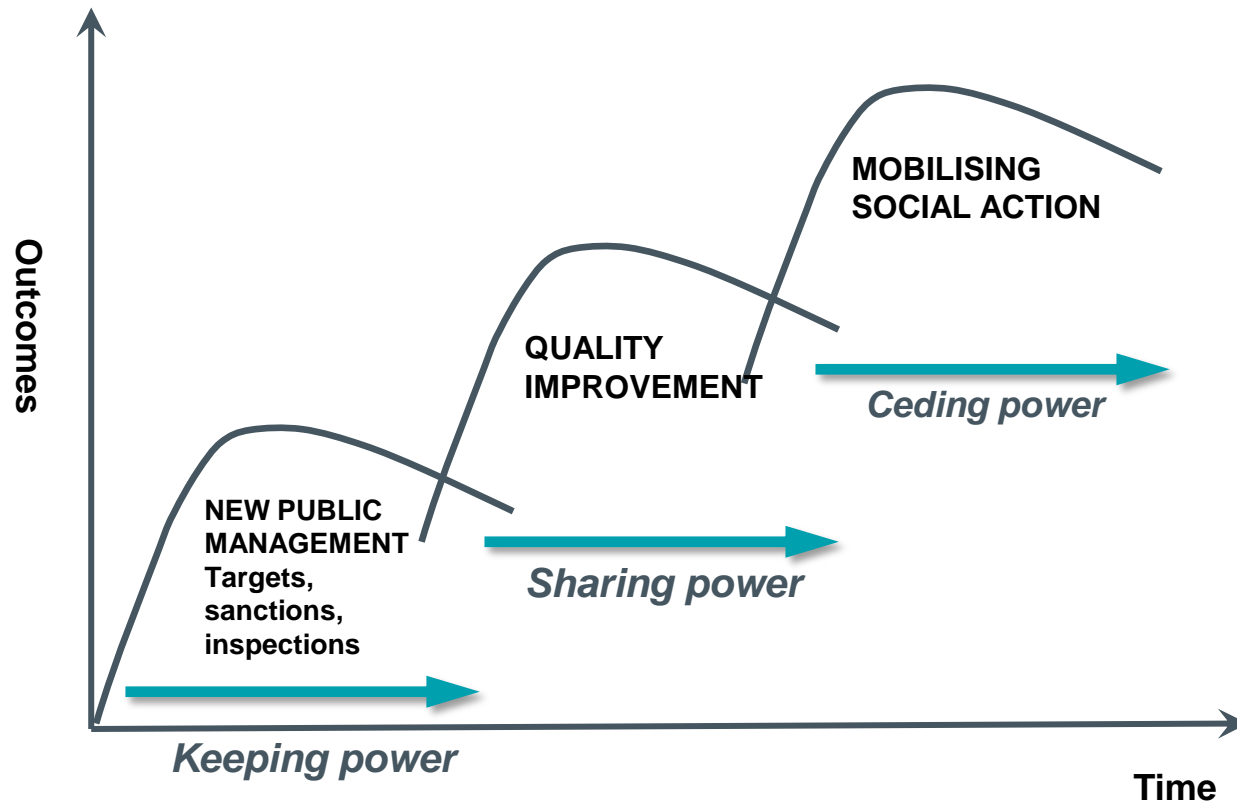 Outcomes
MOBILISING
SOCIAL ACTION
QUALITY
IMPROVEMENT
Ceding power
NEW PUBLIC
MANAGEMENT
Targets,
sanctions,
inspections
Sharing power
Keeping power
Time